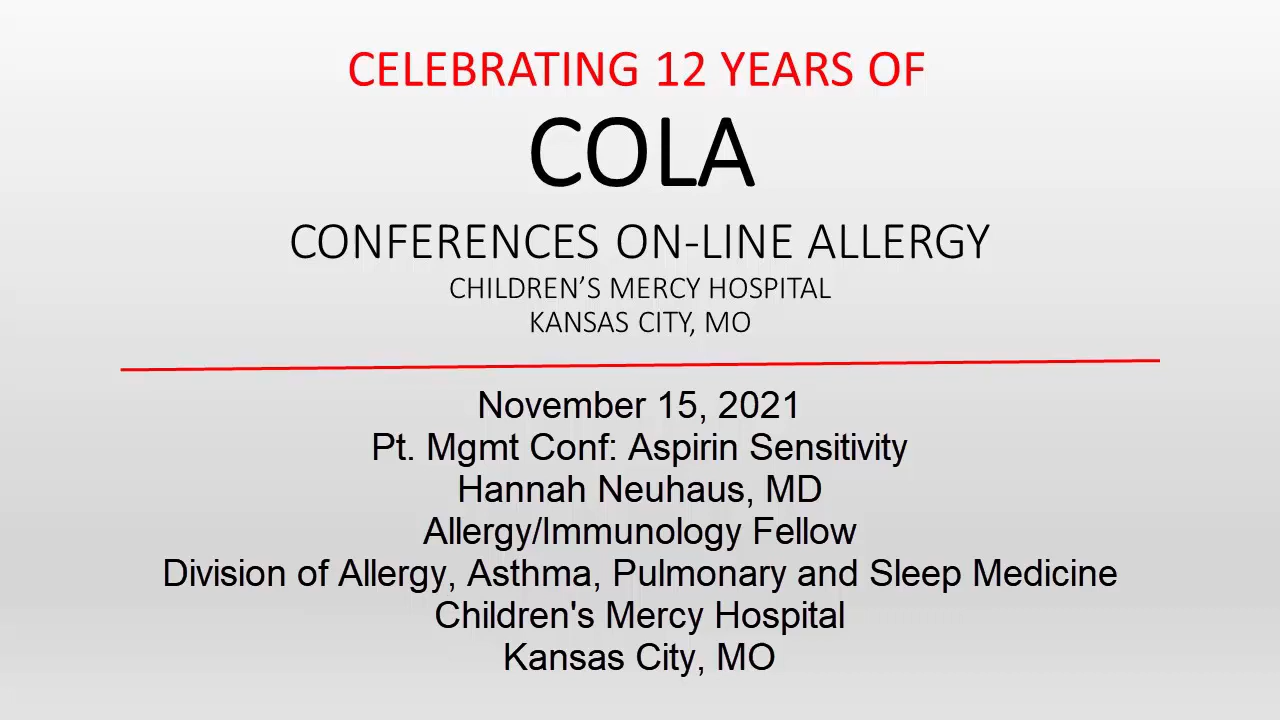 CELEBRATING 12 YEARS OF
COLA
CONFERENCES ON-LINE ALLERGY
CHILDREN’S MERCY HOSPITAL
KANSAS CITY, MO
November 15, 2021
Pt. Mgmt Conf: Aspirin Sensitivity
Hannah Neuhaus, MD
Allergy/Immunology Fellow
Division of Allergy, Asthma, Pulmonary and Sleep Medicine
Children's Mercy Hospital
Kansas City, MO